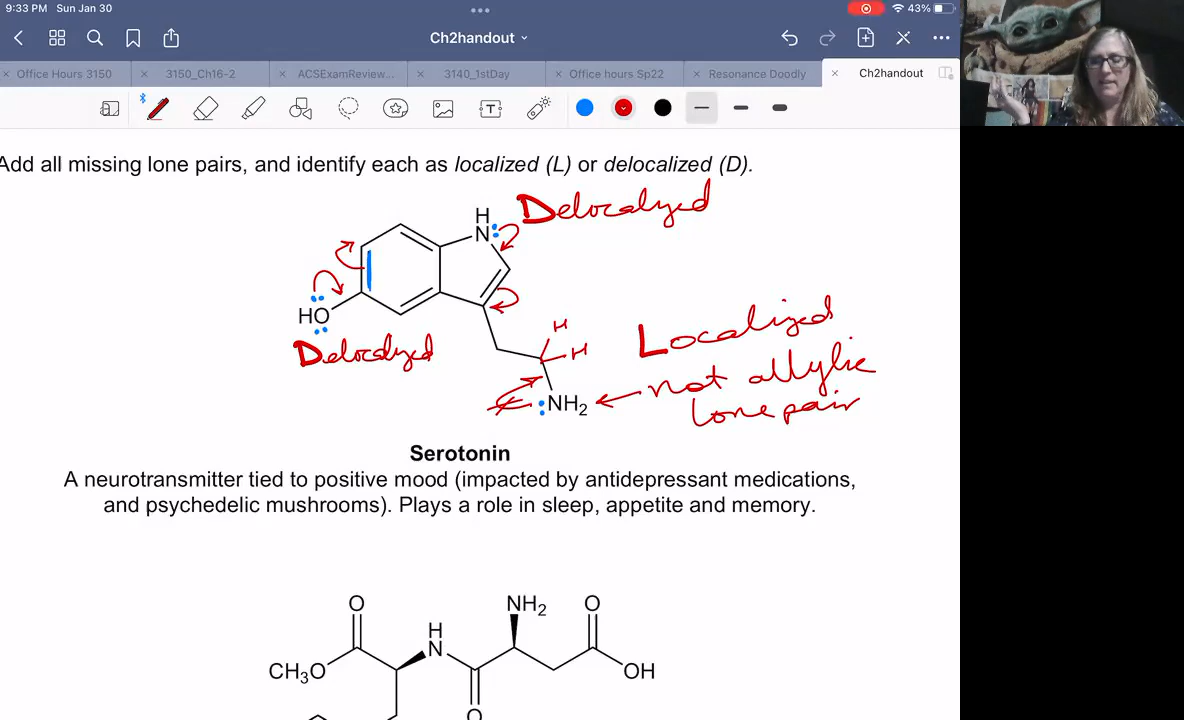 9:33 PM Sun Jan 30
43%
Ch2handout
Office Hours 3150
3150_Ch16-2
ACSExamReview...
3140_1stDay
Office hours Sp22
Resonance Doodly
Ch2handout
Add all missing lone pairs, and identify each as localized (L) or delocalized (D).
Delocalized
H
N
HO
Delocalized
H
H
Localized
not allylic
lone pair
NH2
Serotonin
A neurotransmitter tied to positive mood (impacted by antidepressant medications,
and psychedelic mushrooms). Plays a role in sleep, appetite and memory.
O
NH2
O
H
N
CH3O
OH
O